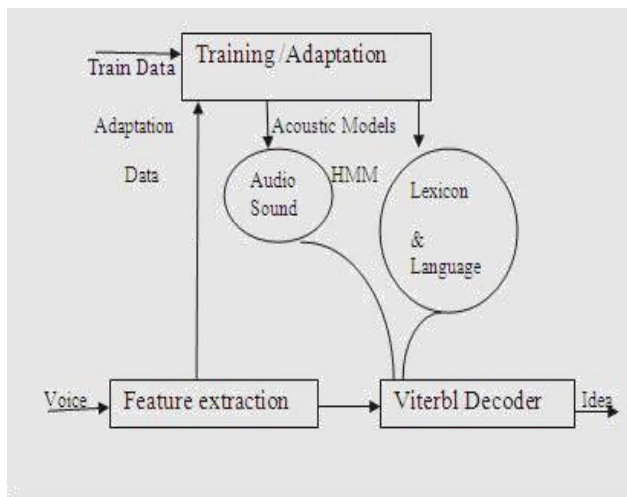 Training /Adaptation
Train Data
Adaptation
Data
Acoustic Models
HMM
Audio
Sound
Lexicon
&
Language
Voice
Feature extraction
Viterbl Decoder
Idea